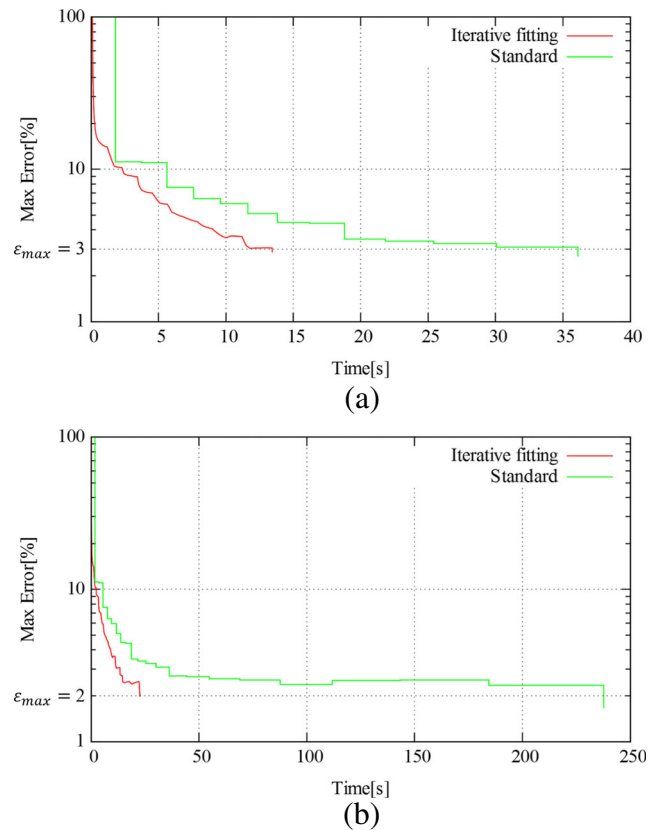 100
Iterative fitting
Standard
Max Error[%]
10
εmax = 3
1
0 5 10 15 20 25 30 35 40
Time[s]
(a)
100
Iterative fitting
Standard
Max Error[%]
10
εmax = 2
1
0 50 100 150 200 250
Time[s]
(b)